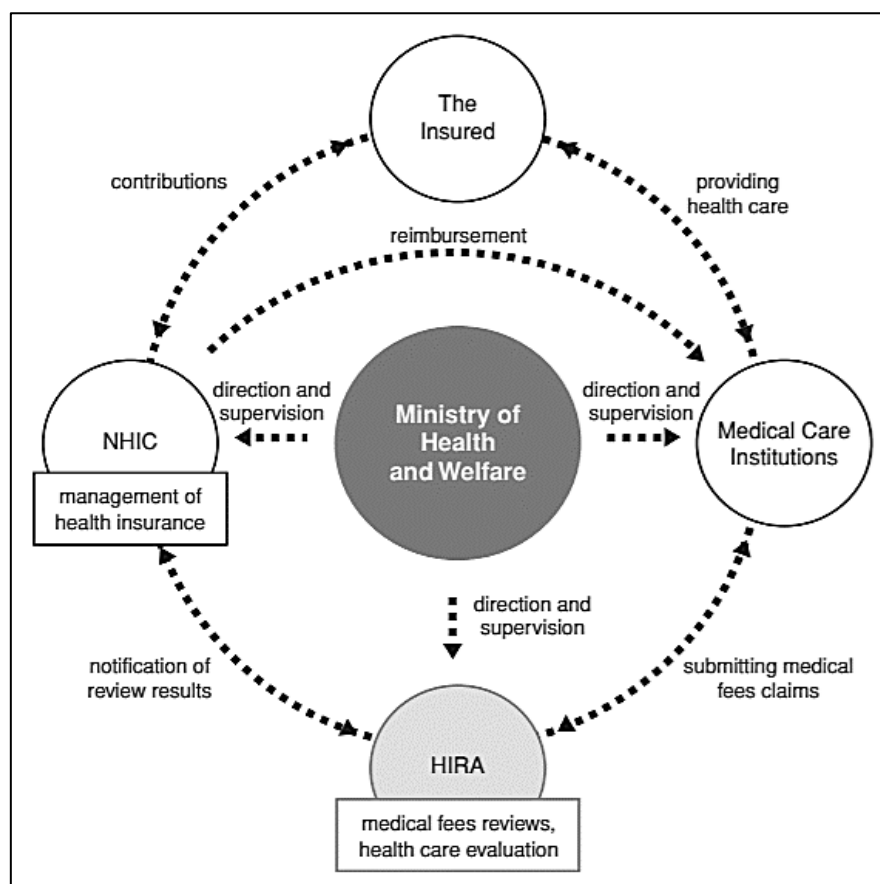 The
Insured
contributions
providing
health care
reimbursement
direction and
supervision
NHIC
management of
health insurance
Ministry of
Health
and Welfare
direction and
supervision
Medical Care
Institutions
direction and
supervision
notification of
review results
submitting medical
fees claims
HIRA
medical fees reviews,
health care evaluation